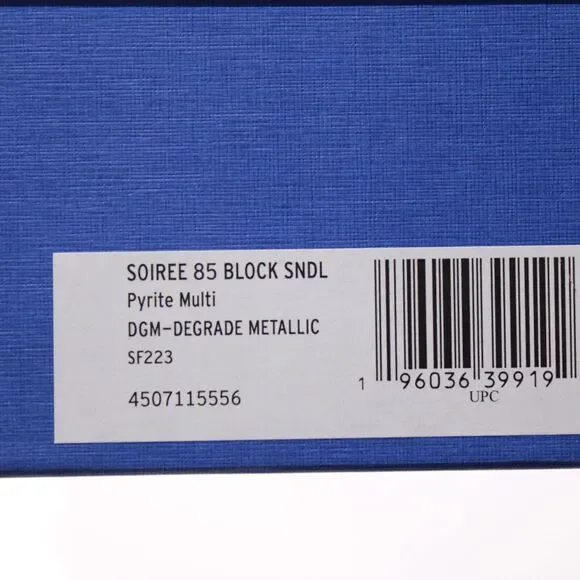 SOIREE 85 BLOCK SNDL
Pyrite Multi
DGM-DEGRADE METALLIC
SF223
4507115556
1 96036 39919
UPC